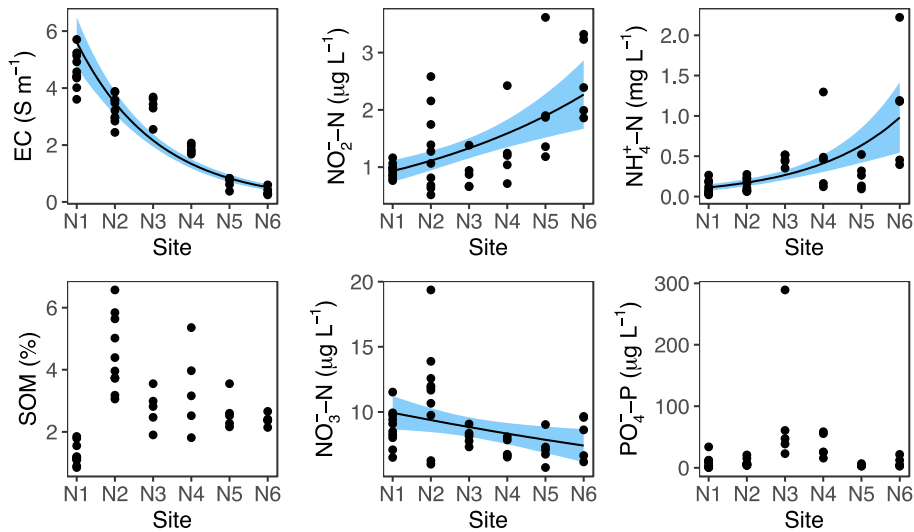 EC (S m⁻¹)
6
4
2
0
N1 N2 N3 N4 N5 N6
Site
NO₂⁻–N (μg L⁻¹)
3
2
1
N1 N2 N3 N4 N5 N6
Site
NH₄⁺–N (mg L⁻¹)
2.0
1.5
1.0
0.5
0.0
N1 N2 N3 N4 N5 N6
Site
SOM (%)
6
4
2
N1 N2 N3 N4 N5 N6
Site
NO₃⁻–N (μg L⁻¹)
20
15
10
N1 N2 N3 N4 N5 N6
Site
PO₄⁻–P (μg L⁻¹)
300
200
100
50
0
N1 N2 N3 N4 N5 N6
Site